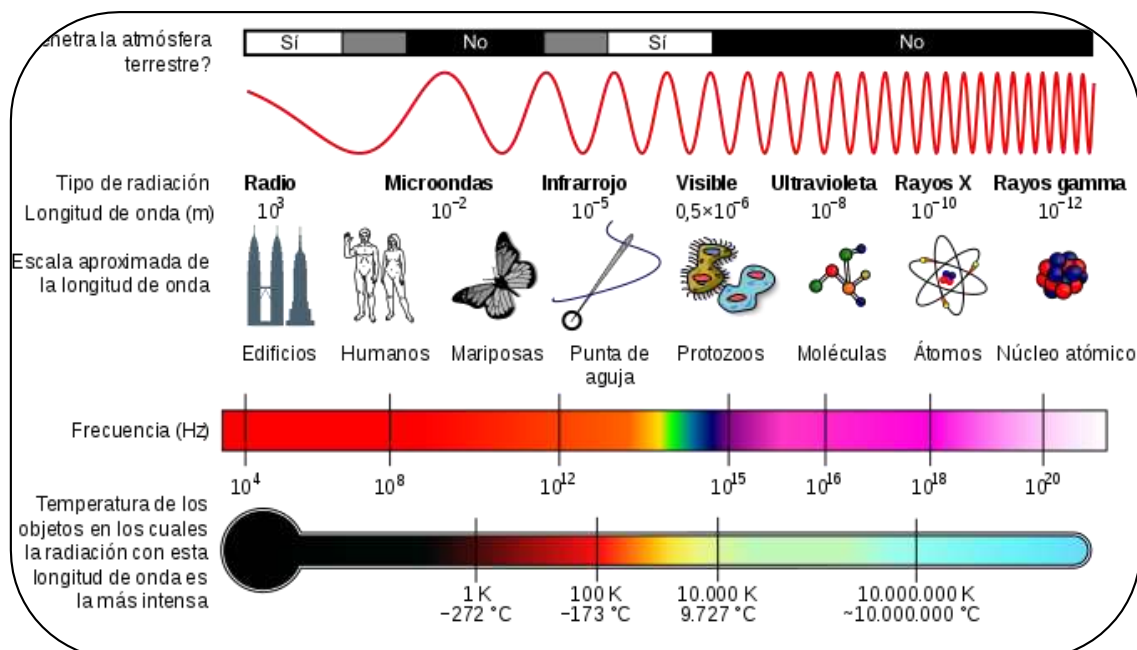 enetra la atmósfera
terrestre?
Sí No Sí No
Tipo de radiación Radio Microondas Infrarrojo Visible Ultravioleta Rayos X Rayos gamma
Longitud de onda (m) 10³ 10⁻² 10⁻⁵ 0,5×10⁻⁶ 10⁻⁸ 10⁻¹⁰ 10⁻¹²
Escala aproximada de
la longitud de onda
Edificios Humanos Mariposas Punta de Protozoos Moléculas Átomos Núcleo atómico
aguja
Frecuencia (Hz)
10⁴ 10⁸ 10¹² 10¹⁵ 10¹⁶ 10¹⁸ 10²⁰
Temperatura de los
objetos en los cuales
la radiación con esta
longitud de onda es
la más intensa
1 K 100 K 10.000 K 10.000.000 K
−272 °C −173 °C 9.727 °C ~10.000.000 °C